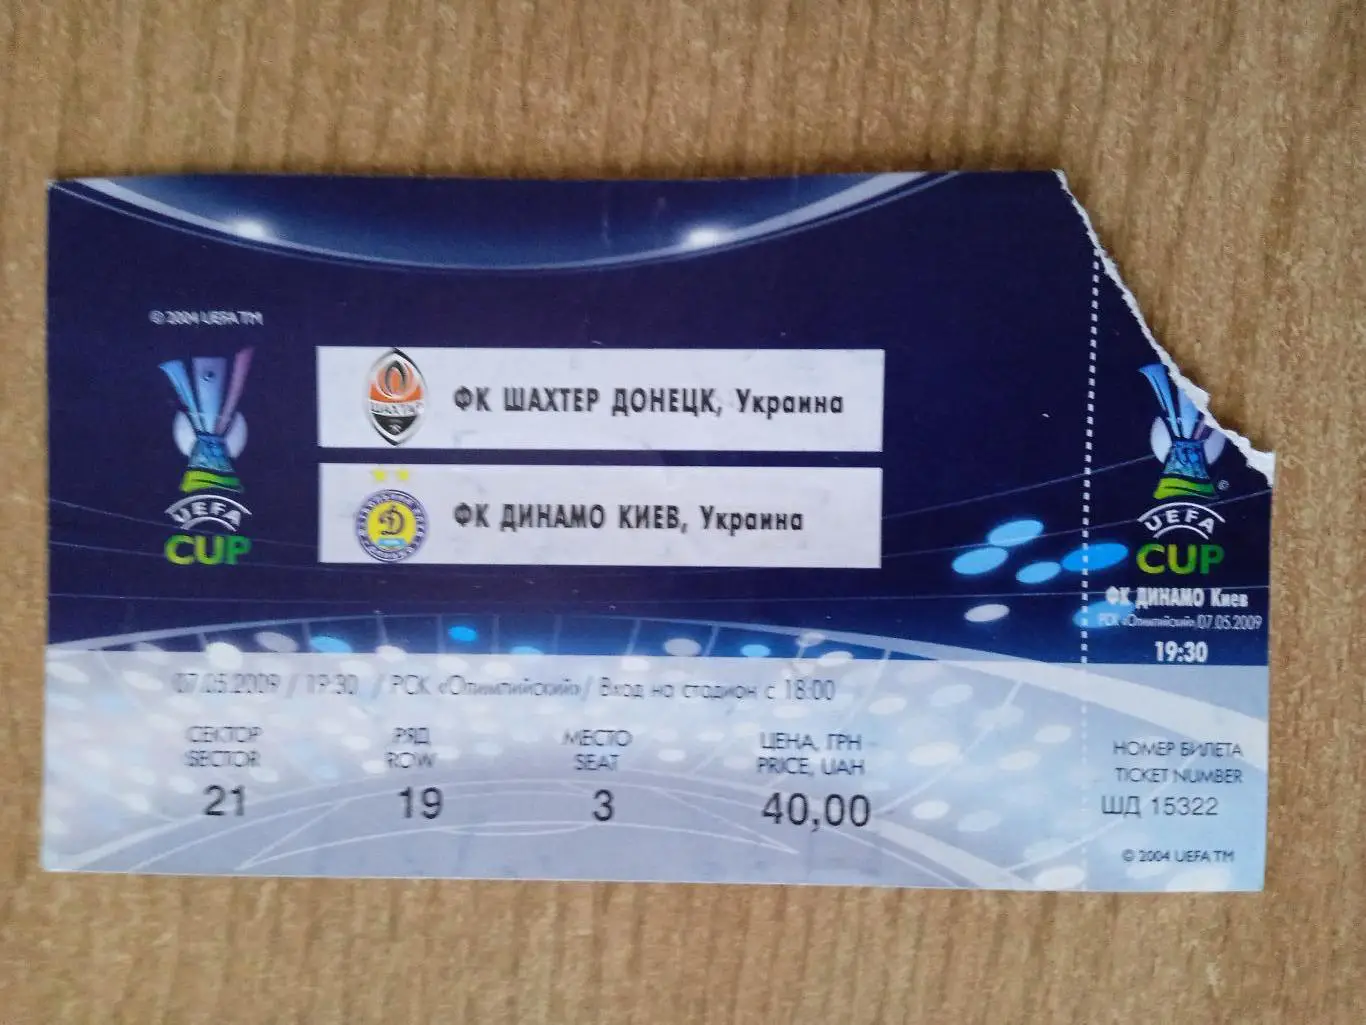 © 2004 UEFA TM
ШАХТАР
ФК ШАХТЕР ДОНЕЦК, Украина
ФК ДИНАМО КИЕВ, Украина
UEFA
CUP
07.05.2009 / 19:30 / РСК «Олимпийский»/ Вход на стадион с 18:00
СЕКТОР
SECTOR
21
РЯД
ROW
19
МЕСТО
SEAT
3
ЦЕНА, ГРН
PRICE, UAH
40,00
UEFA
CUP
ФК ДИНАМО Киев
РСК «Олимпийский»/07.05.2009
19:30
НОМЕР БИЛЕТА
TICKET NUMBER
ШД 15322
© 2004 UEFA TM